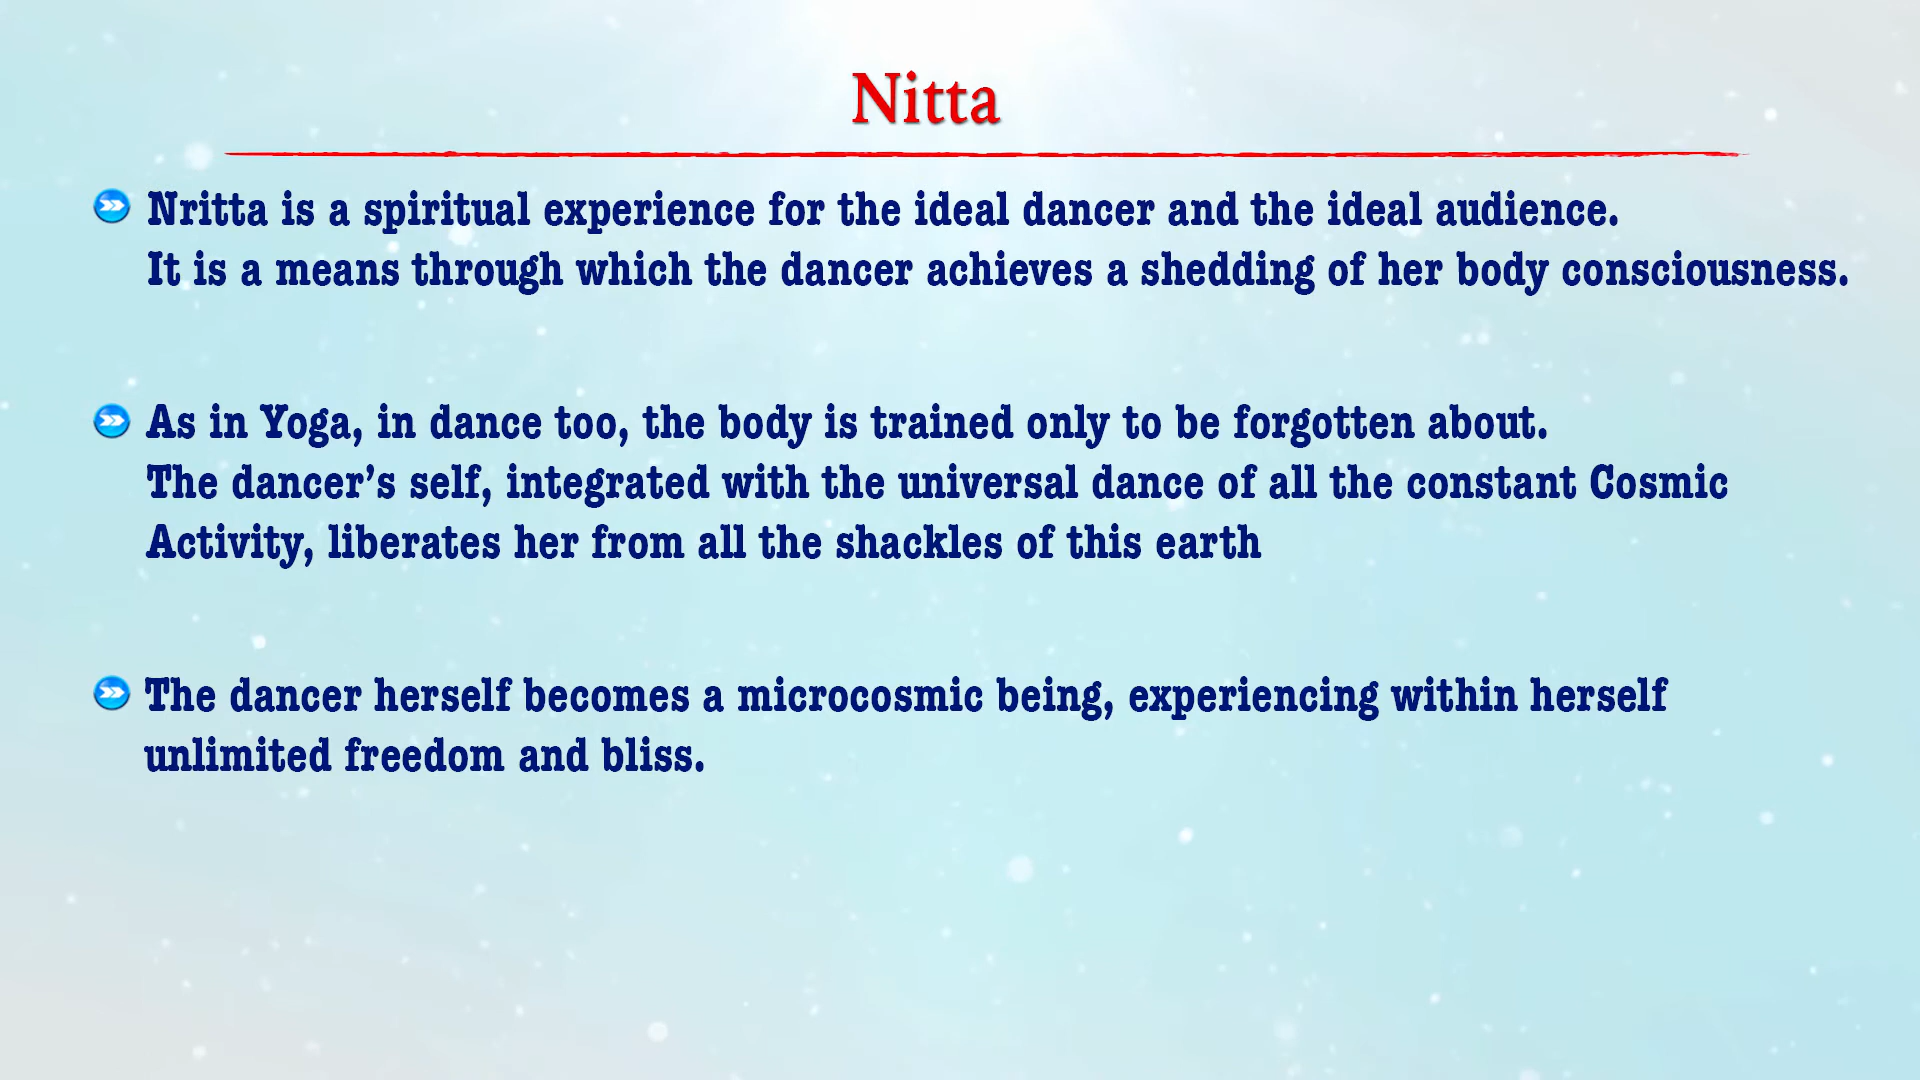 Nitta
Nritta is a spiritual experience for the ideal dancer and the ideal audience.
It is a means through which the dancer achieves a shedding of her body consciousness.
As in Yoga, in dance too, the body is trained only to be forgotten about.
The dancer’s self, integrated with the universal dance of all the constant Cosmic
Activity, liberates her from all the shackles of this earth
The dancer herself becomes a microcosmic being, experiencing within herself
unlimited freedom and bliss.